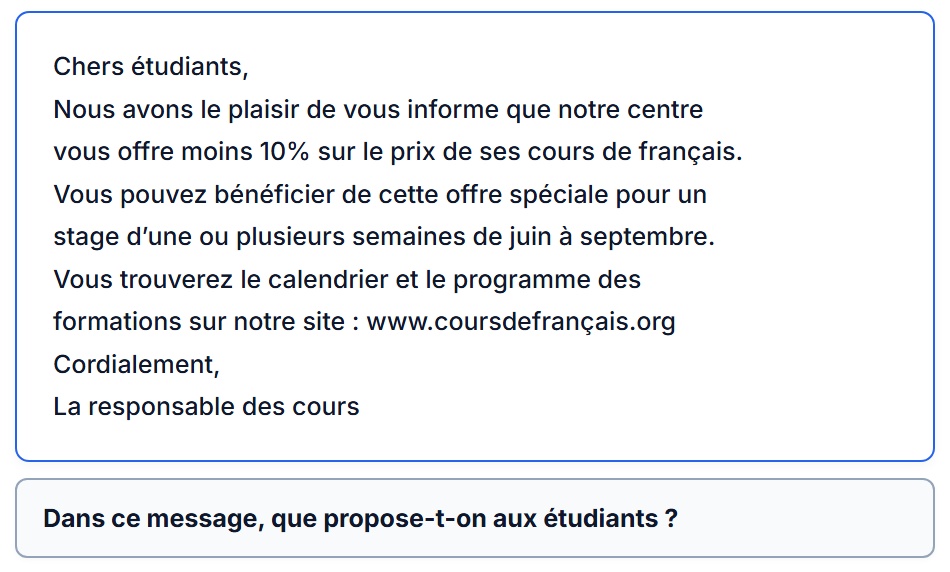 Chers étudiants,
Nous avons le plaisir de vous informe que notre centre
vous offre moins 10% sur le prix de ses cours de français.
Vous pouvez bénéficier de cette offre spéciale pour un
stage d’une ou plusieurs semaines de juin à septembre.
Vous trouverez le calendrier et le programme des
formations sur notre site : www.coursdefrançais.org
Cordialement,
La responsable des cours
Dans ce message, que propose-t-on aux étudiants ?